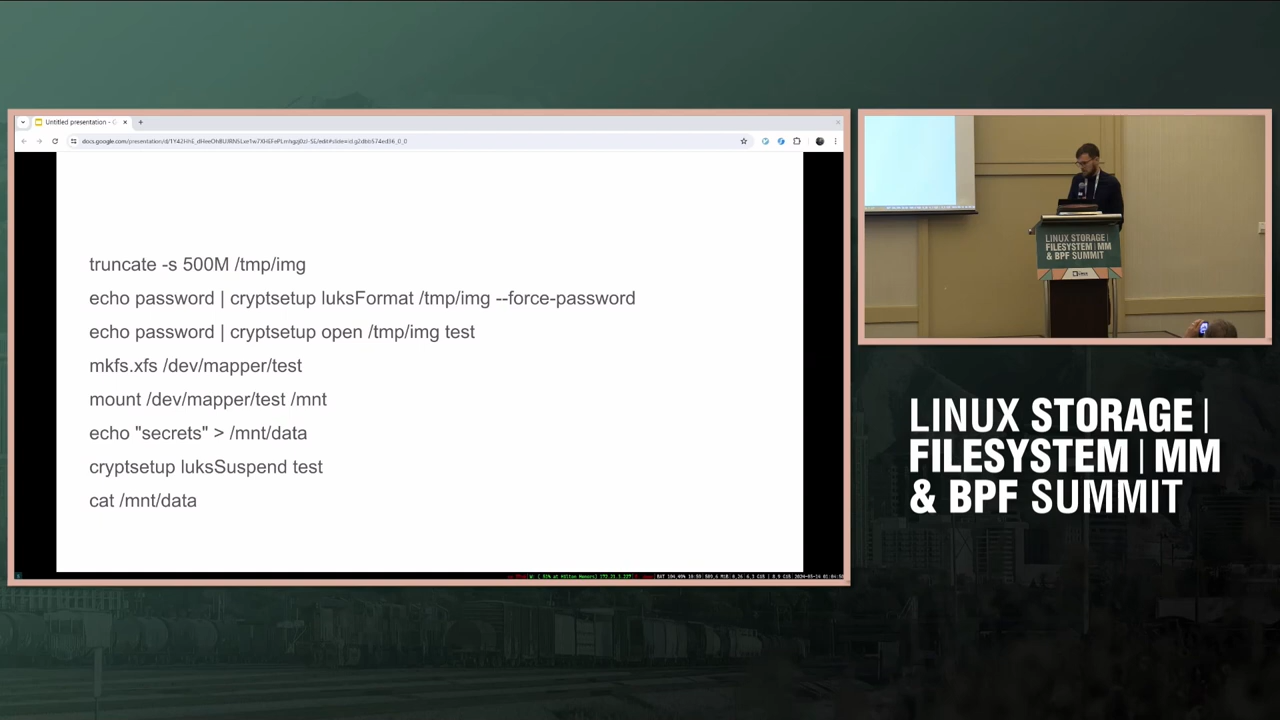 Untitled presentation - G
truncate -s 500M /tmp/img
echo password | cryptsetup luksFormat /tmp/img --force-password
echo password | cryptsetup open /tmp/img test
mkfs.xfs /dev/mapper/test
mount /dev/mapper/test /mnt
echo "secrets" > /mnt/data
cryptsetup luksSuspend test
cat /mnt/data
LINUX STORAGE |
FILESYSTEM | MM
& BPF SUMMIT
LINUX STORAGE |
FILESYSTEM | MM
& BPF SUMMIT